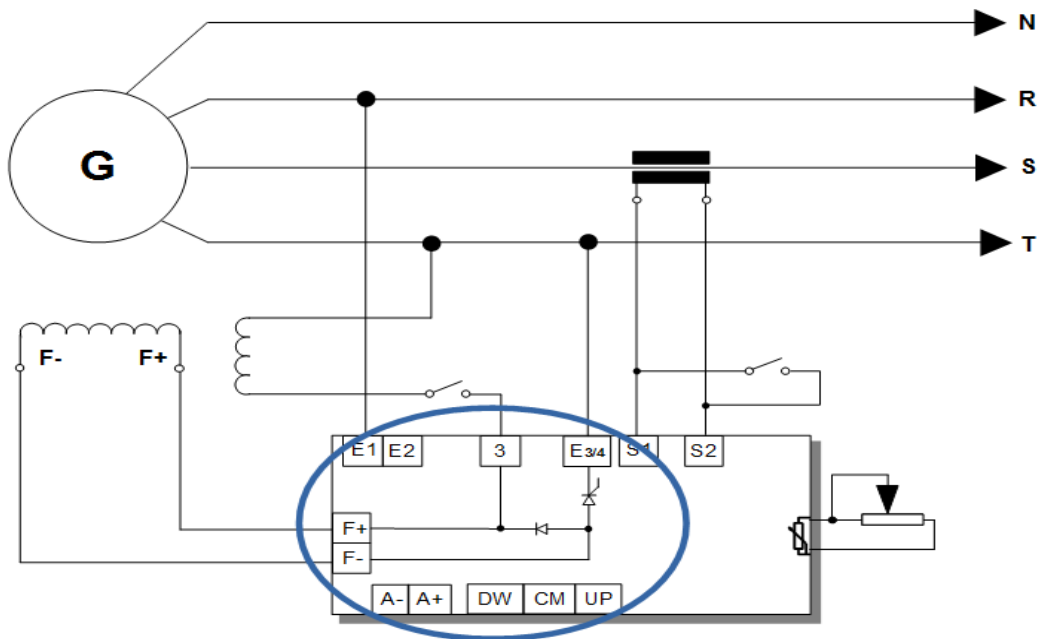 N
R
G
S
T
F- F+
E1 E2 3 E3/4 S1 S2
F+
F-
A- A+ DW CM UP